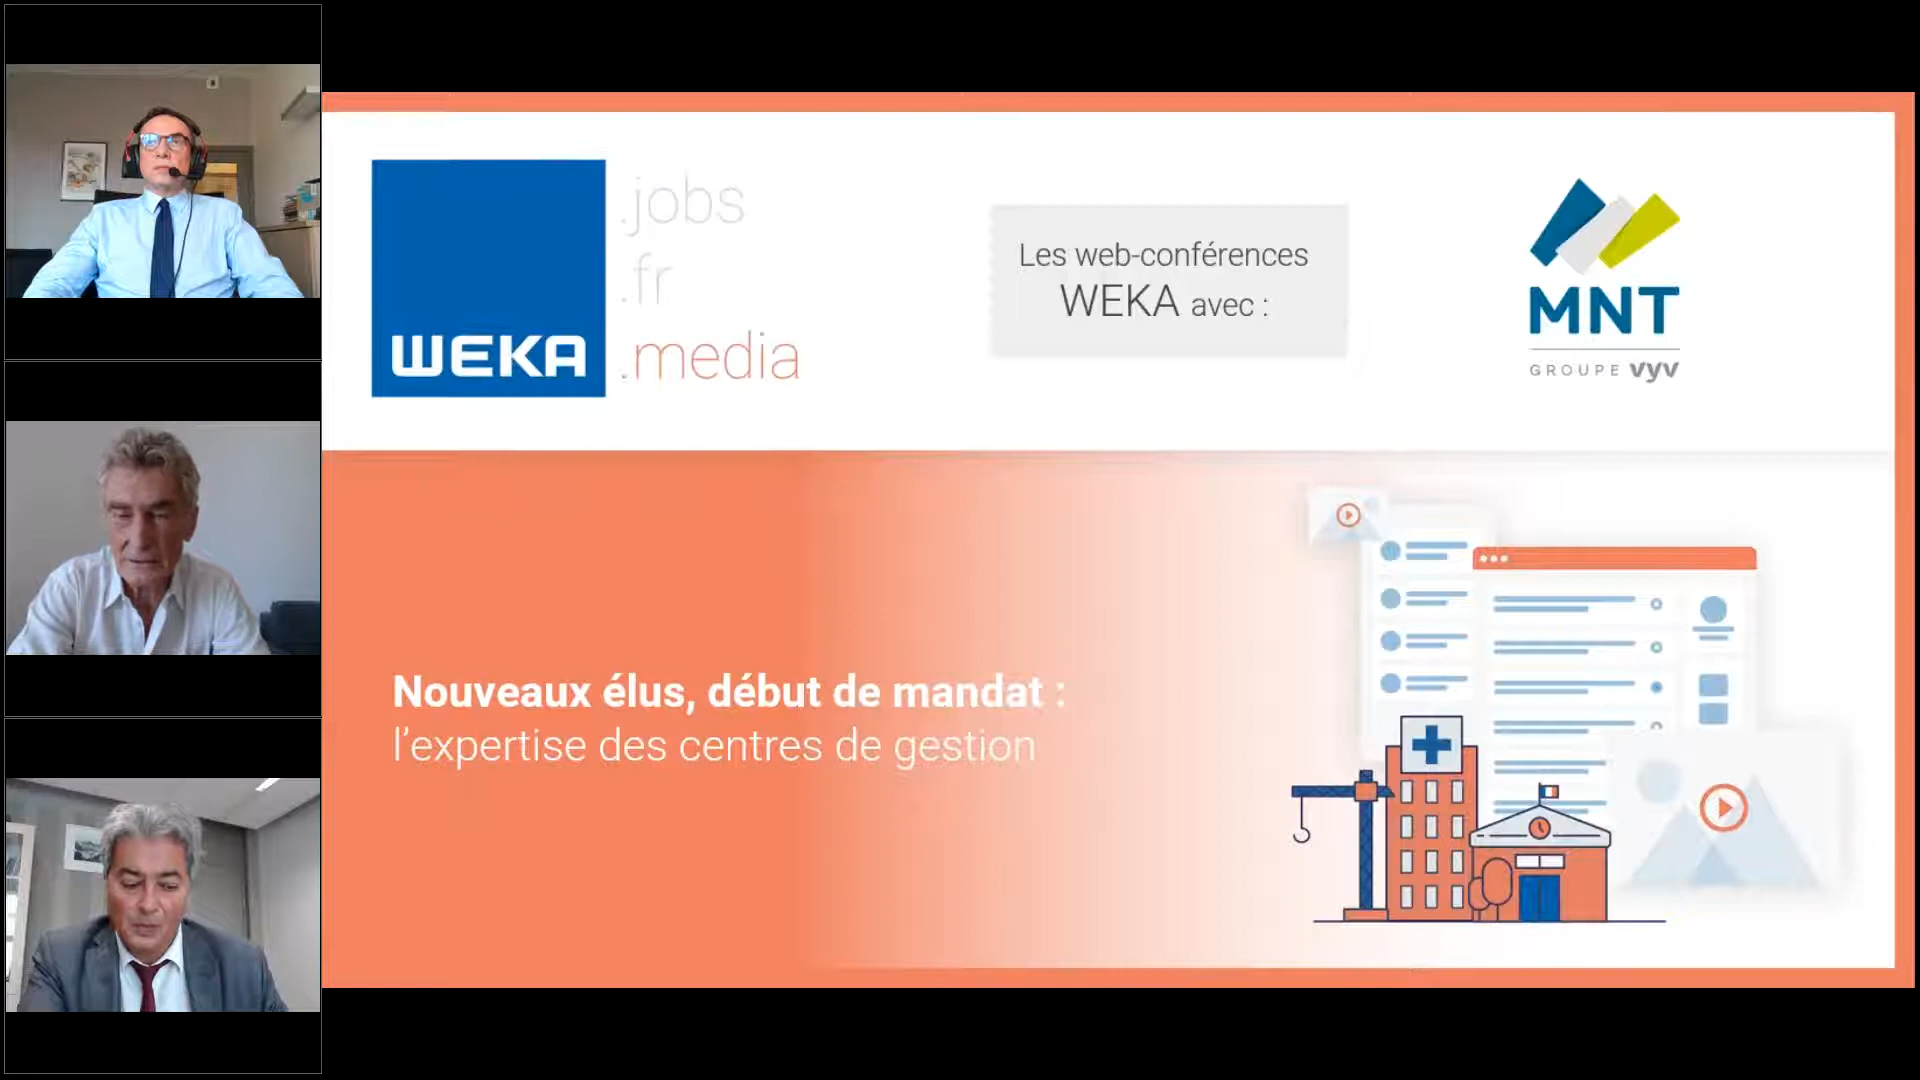 WEKA
.jobs
.fr
.media
Les web-conférences
WEKA avec :
MNT
GROUPE vyv
Nouveaux élus, début de mandat :
l'expertise des centres de gestion